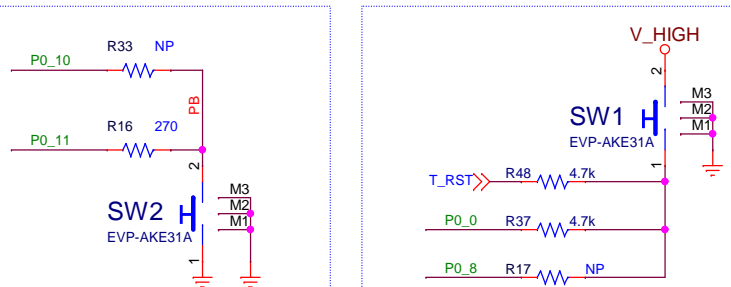 R33 NP
P0_10
PB
R16 270
P0_11
2
SW2
EVP-AKE31A
M3
M2
M1
1
V_HIGH
2
SW1
EVP-AKE31A
M3
M2
M1
1
T_RST R48 4.7k
P0_0 R37 4.7k
P0_8 R17 NP